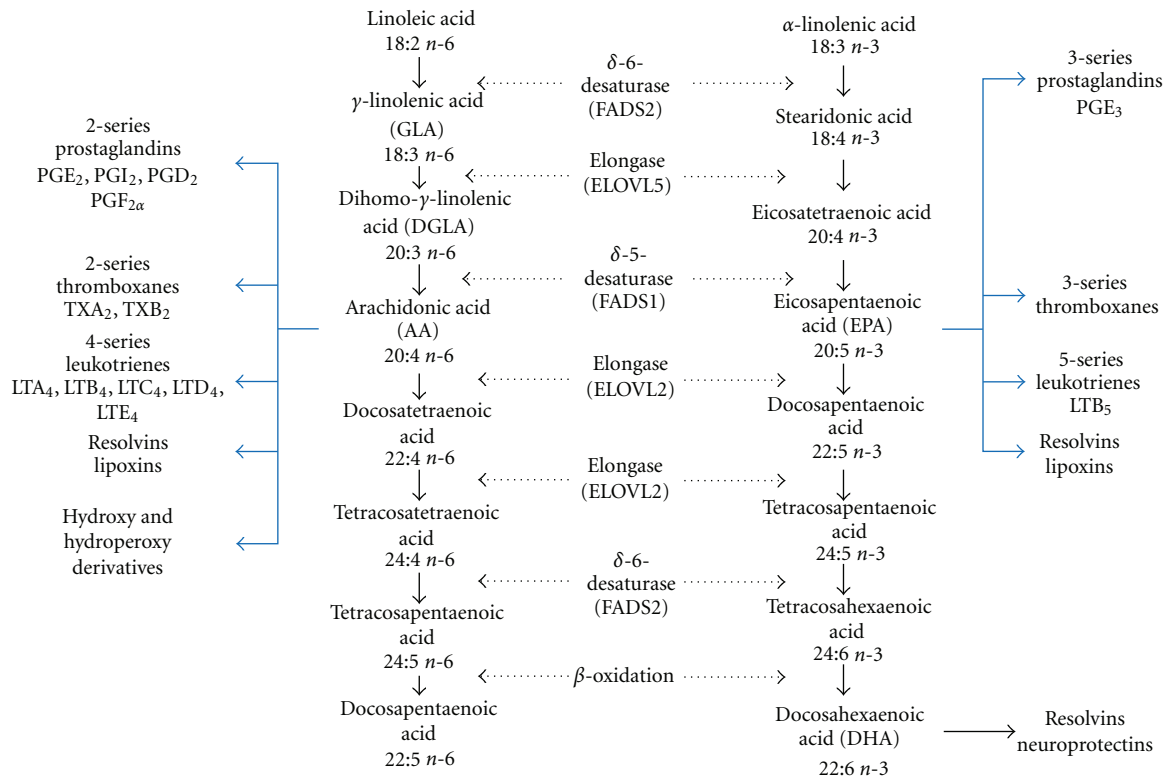 Linoleic acid
18:2 n-6
γ-linolenic acid
(GLA)
18:3 n-6
Dihomo-γ-linolenic
acid (DGLA)
20:3 n-6
Arachidonic acid
(AA)
20:4 n-6
Docosatetraenoic
acid
22:4 n-6
Tetracosatetraenoic
acid
24:4 n-6
Tetracosapentaenoic
acid
24:5 n-6
Docosapentaenoic
acid
22:5 n-6
δ-6-
desaturase
(FADS2)
Elongase
(ELOVL5)
δ-5-
desaturase
(FADS1)
Elongase
(ELOVL2)
Elongase
(ELOVL2)
δ-6-
desaturase
(FADS2)
β-oxidation
α-linolenic acid
18:3 n-3
Stearidonic acid
18:4 n-3
Eicosatetraenoic acid
20:4 n-3
Eicosapentaenoic
acid (EPA)
20:5 n-3
Docosapentaenoic
acid
22:5 n-3
Tetracosapentaenoic
acid
24:5 n-3
Tetracosahexaenoic
acid
24:6 n-3
Docosahexaenoic
acid (DHA)
22:6 n-3
2-series
prostaglandins
PGE₂, PGI₂, PGD₂
PGF₂α
2-series
thromboxanes
TXA₂, TXB₂
4-series
leukotrienes
LTA₄, LTB₄, LTC₄, LTD₄,
LTE₄
Resolvins
lipoxins
Hydroxy and
hydroperoxy
derivatives
3-series
prostaglandins
PGE₃
3-series
thromboxanes
5-series
leukotrienes
LTB₅
Resolvins
lipoxins
Resolvins
neuroprotectins